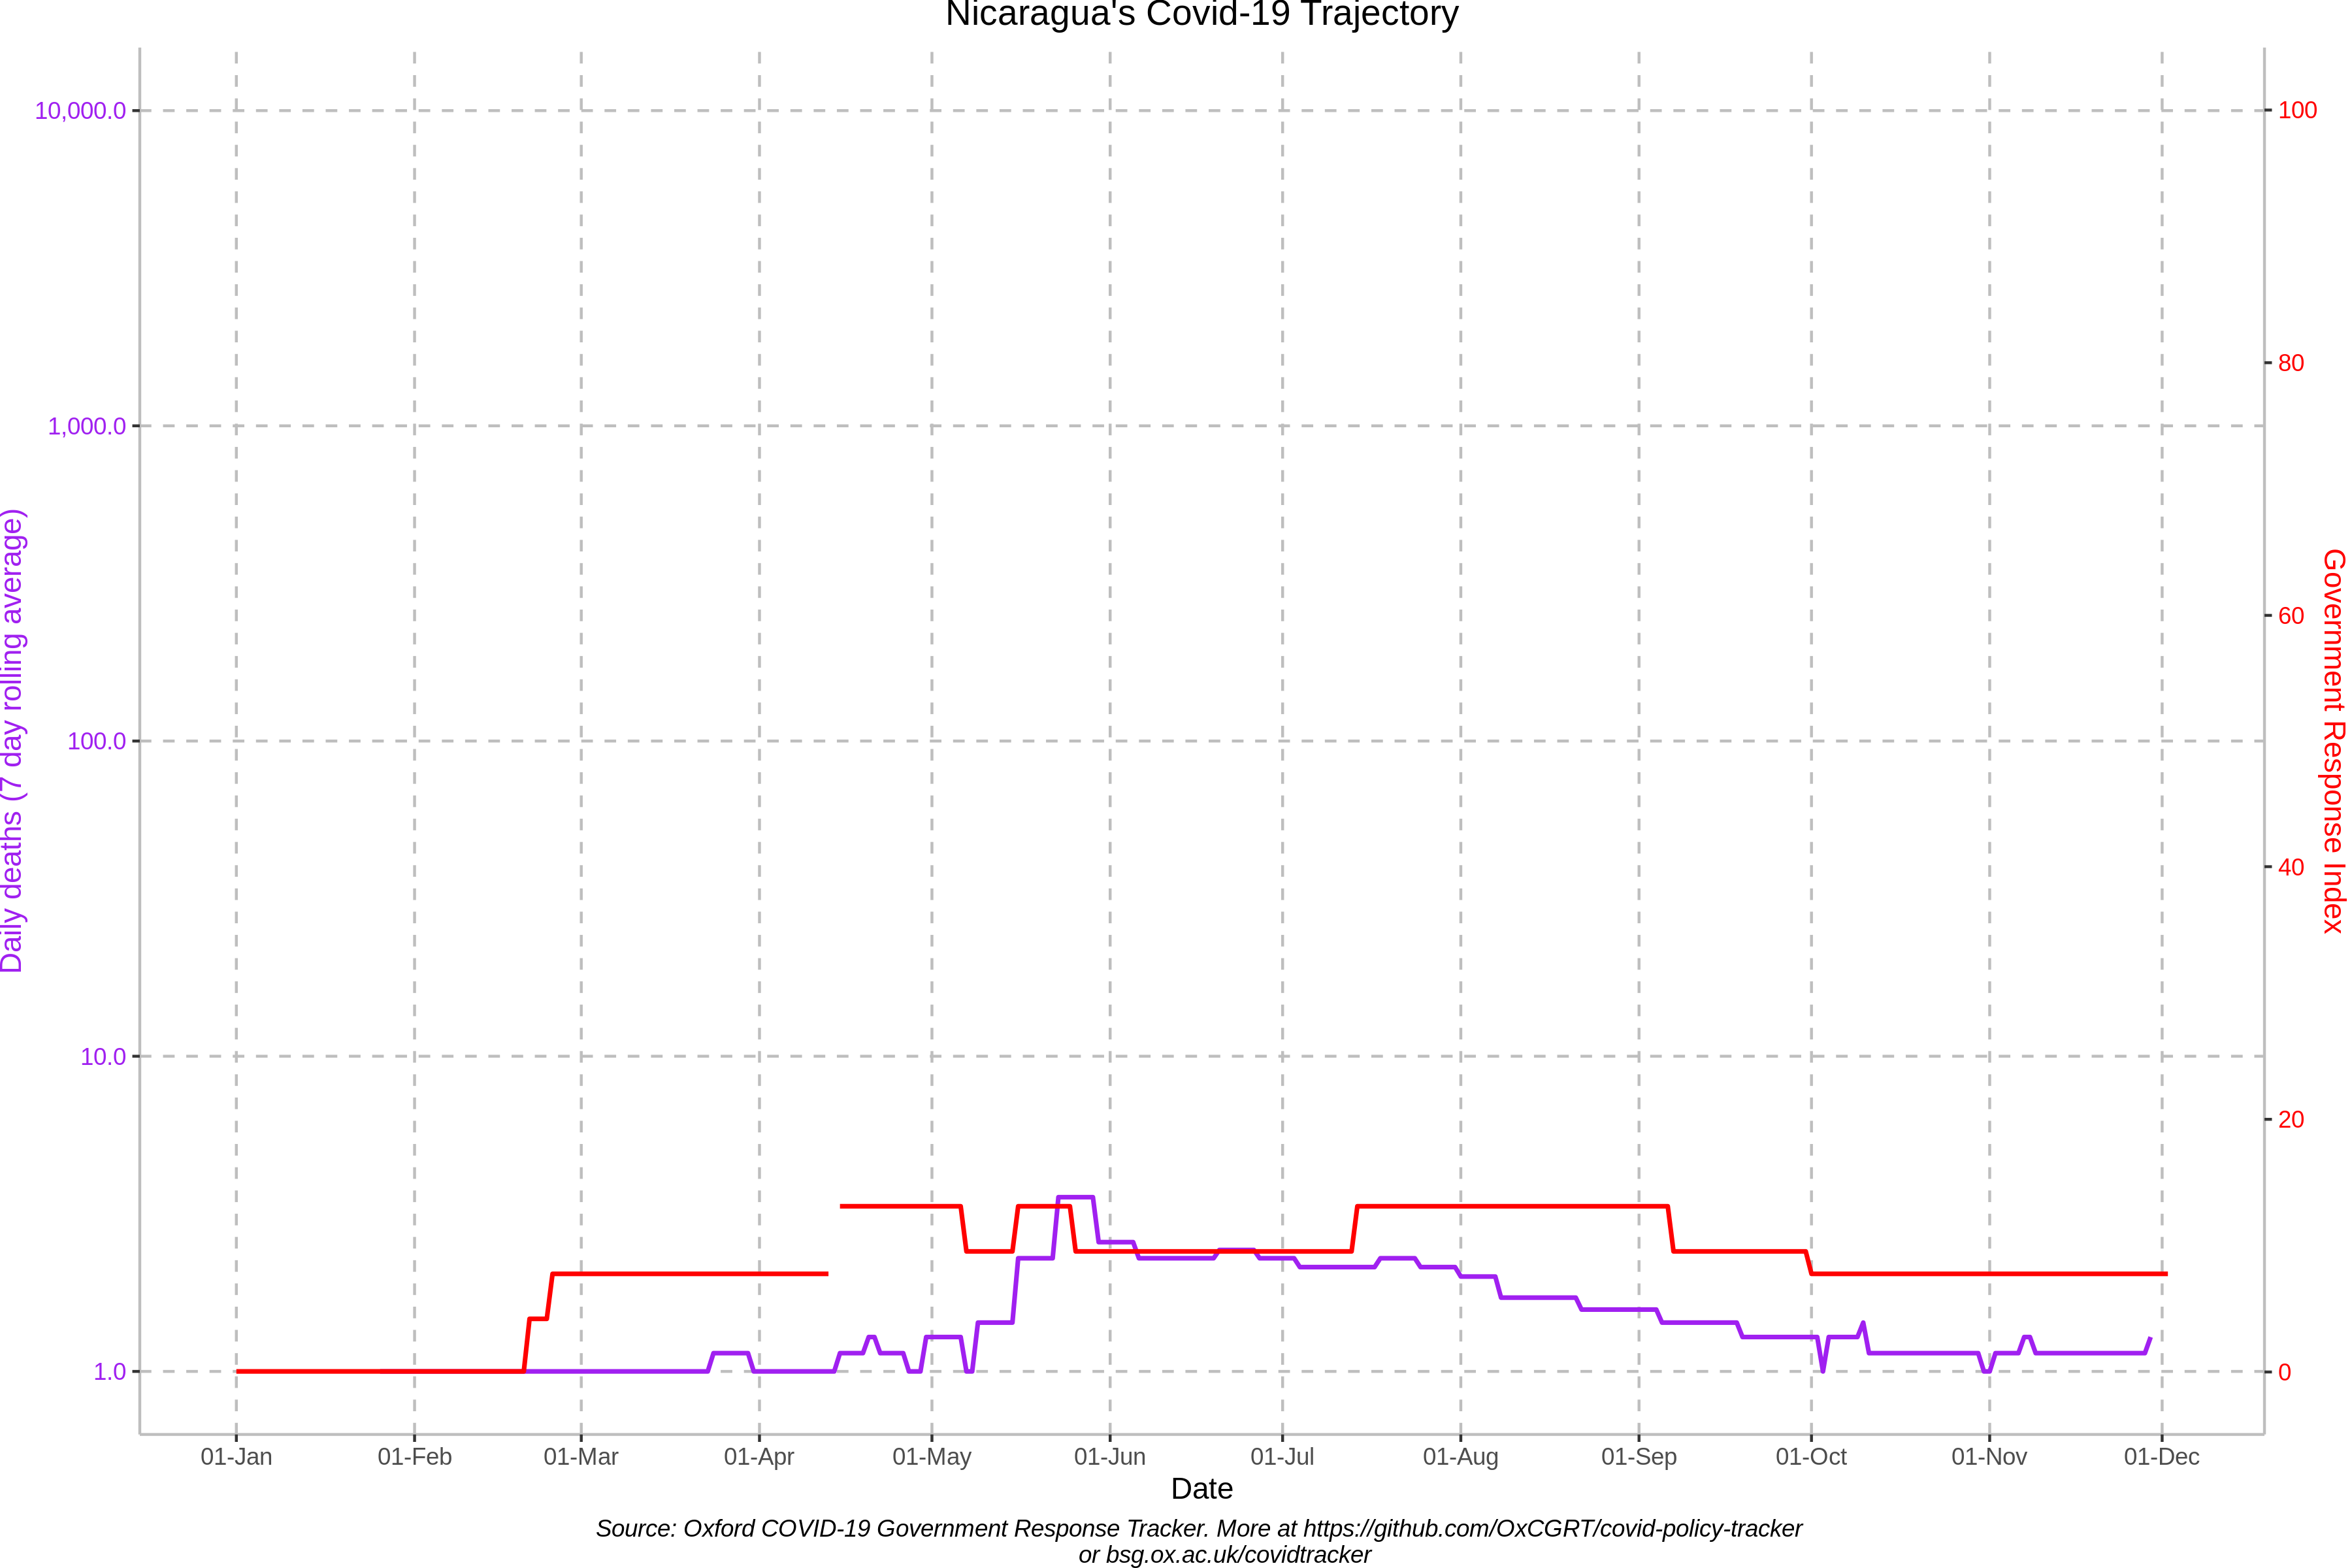 Nicaragua's Covid-19 Trajectory
Daily deaths (7 day rolling average)
10,000.0
1,000.0
100.0
10.0
1.0
100
80
60
40
20
0
Government Response Index
01-Jan 01-Feb 01-Mar 01-Apr 01-May 01-Jun 01-Jul 01-Aug 01-Sep 01-Oct 01-Nov 01-Dec
Date
Source: Oxford COVID-19 Government Response Tracker. More at https://github.com/OxCGRT/covid-policy-tracker
or bsg.ox.ac.uk/covidtracker